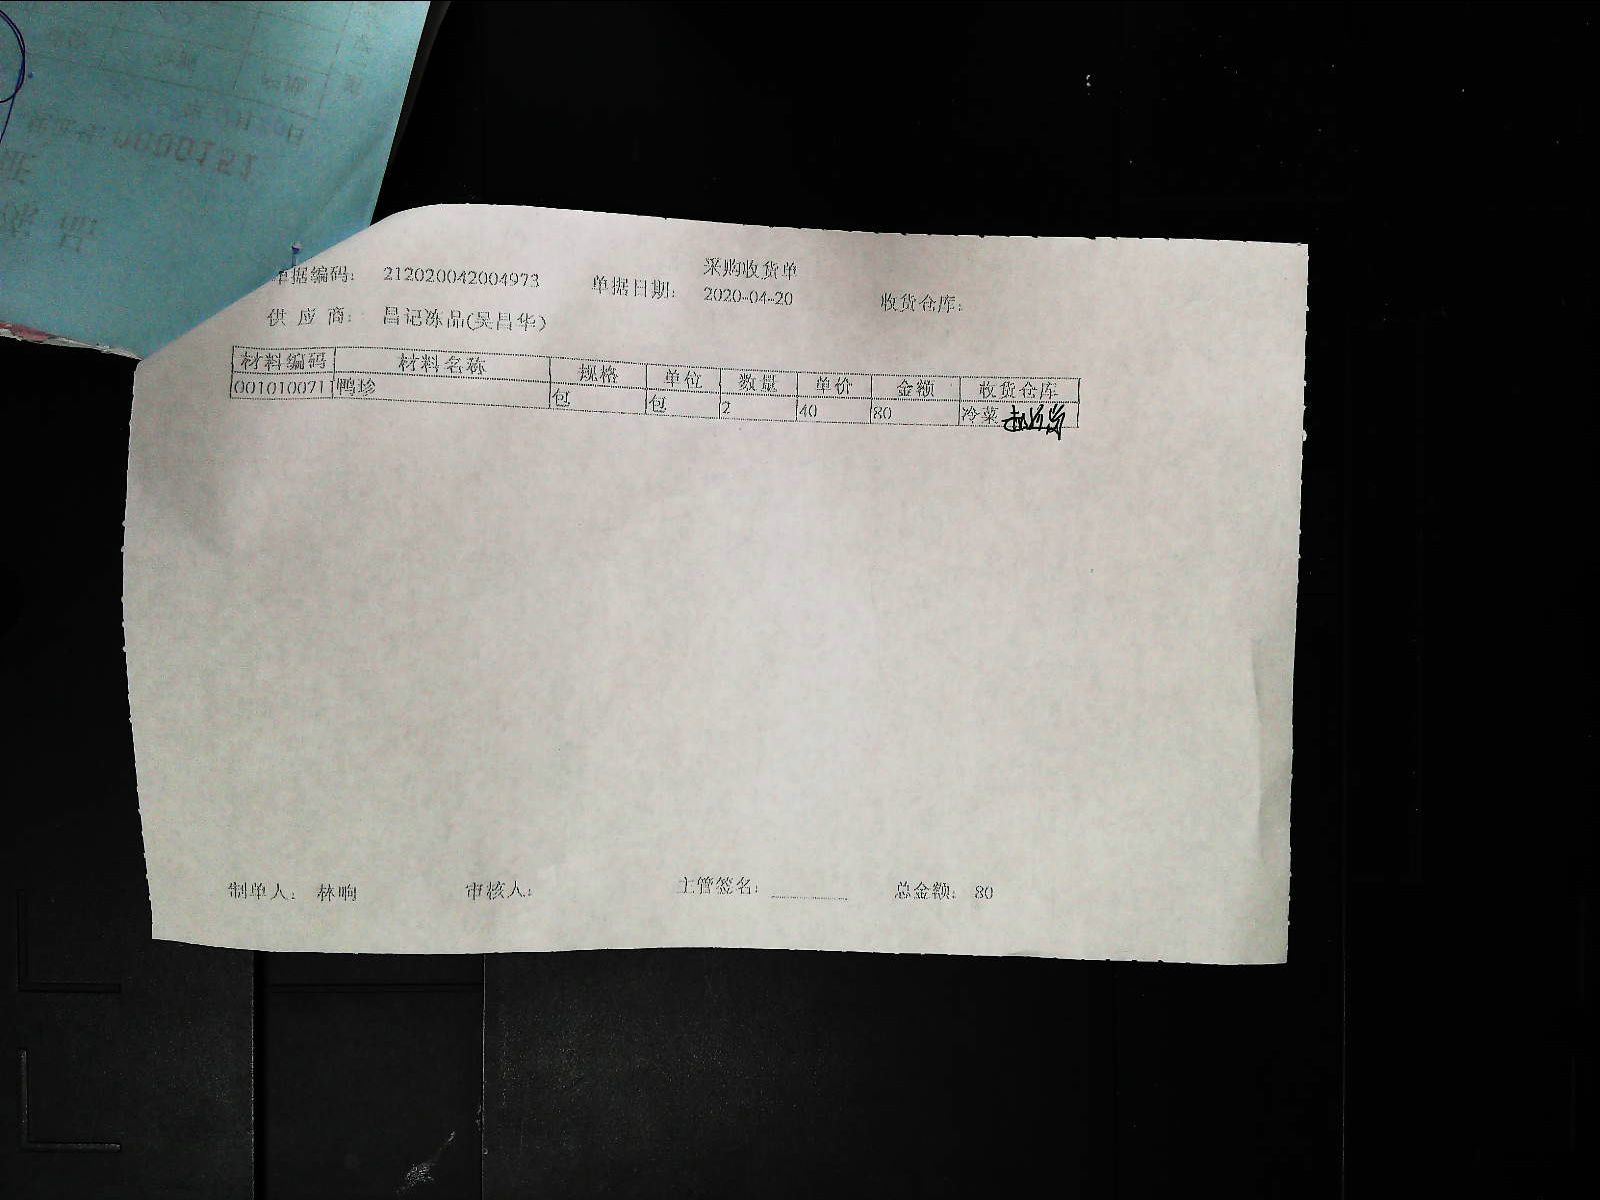 采购收货单
单据编码: 212020042004973 单据日期: 2020-04-20 收货仓库:
供应商: 昌记冻品(吴昌华)
材料编码 材料名称 规格 单位 数量 单价 金额 收货仓库
001010071 鸭珍 包 包 2 40 80 冷菜
制单人: 林晌 审核人: 主管签名: 总金额: 80